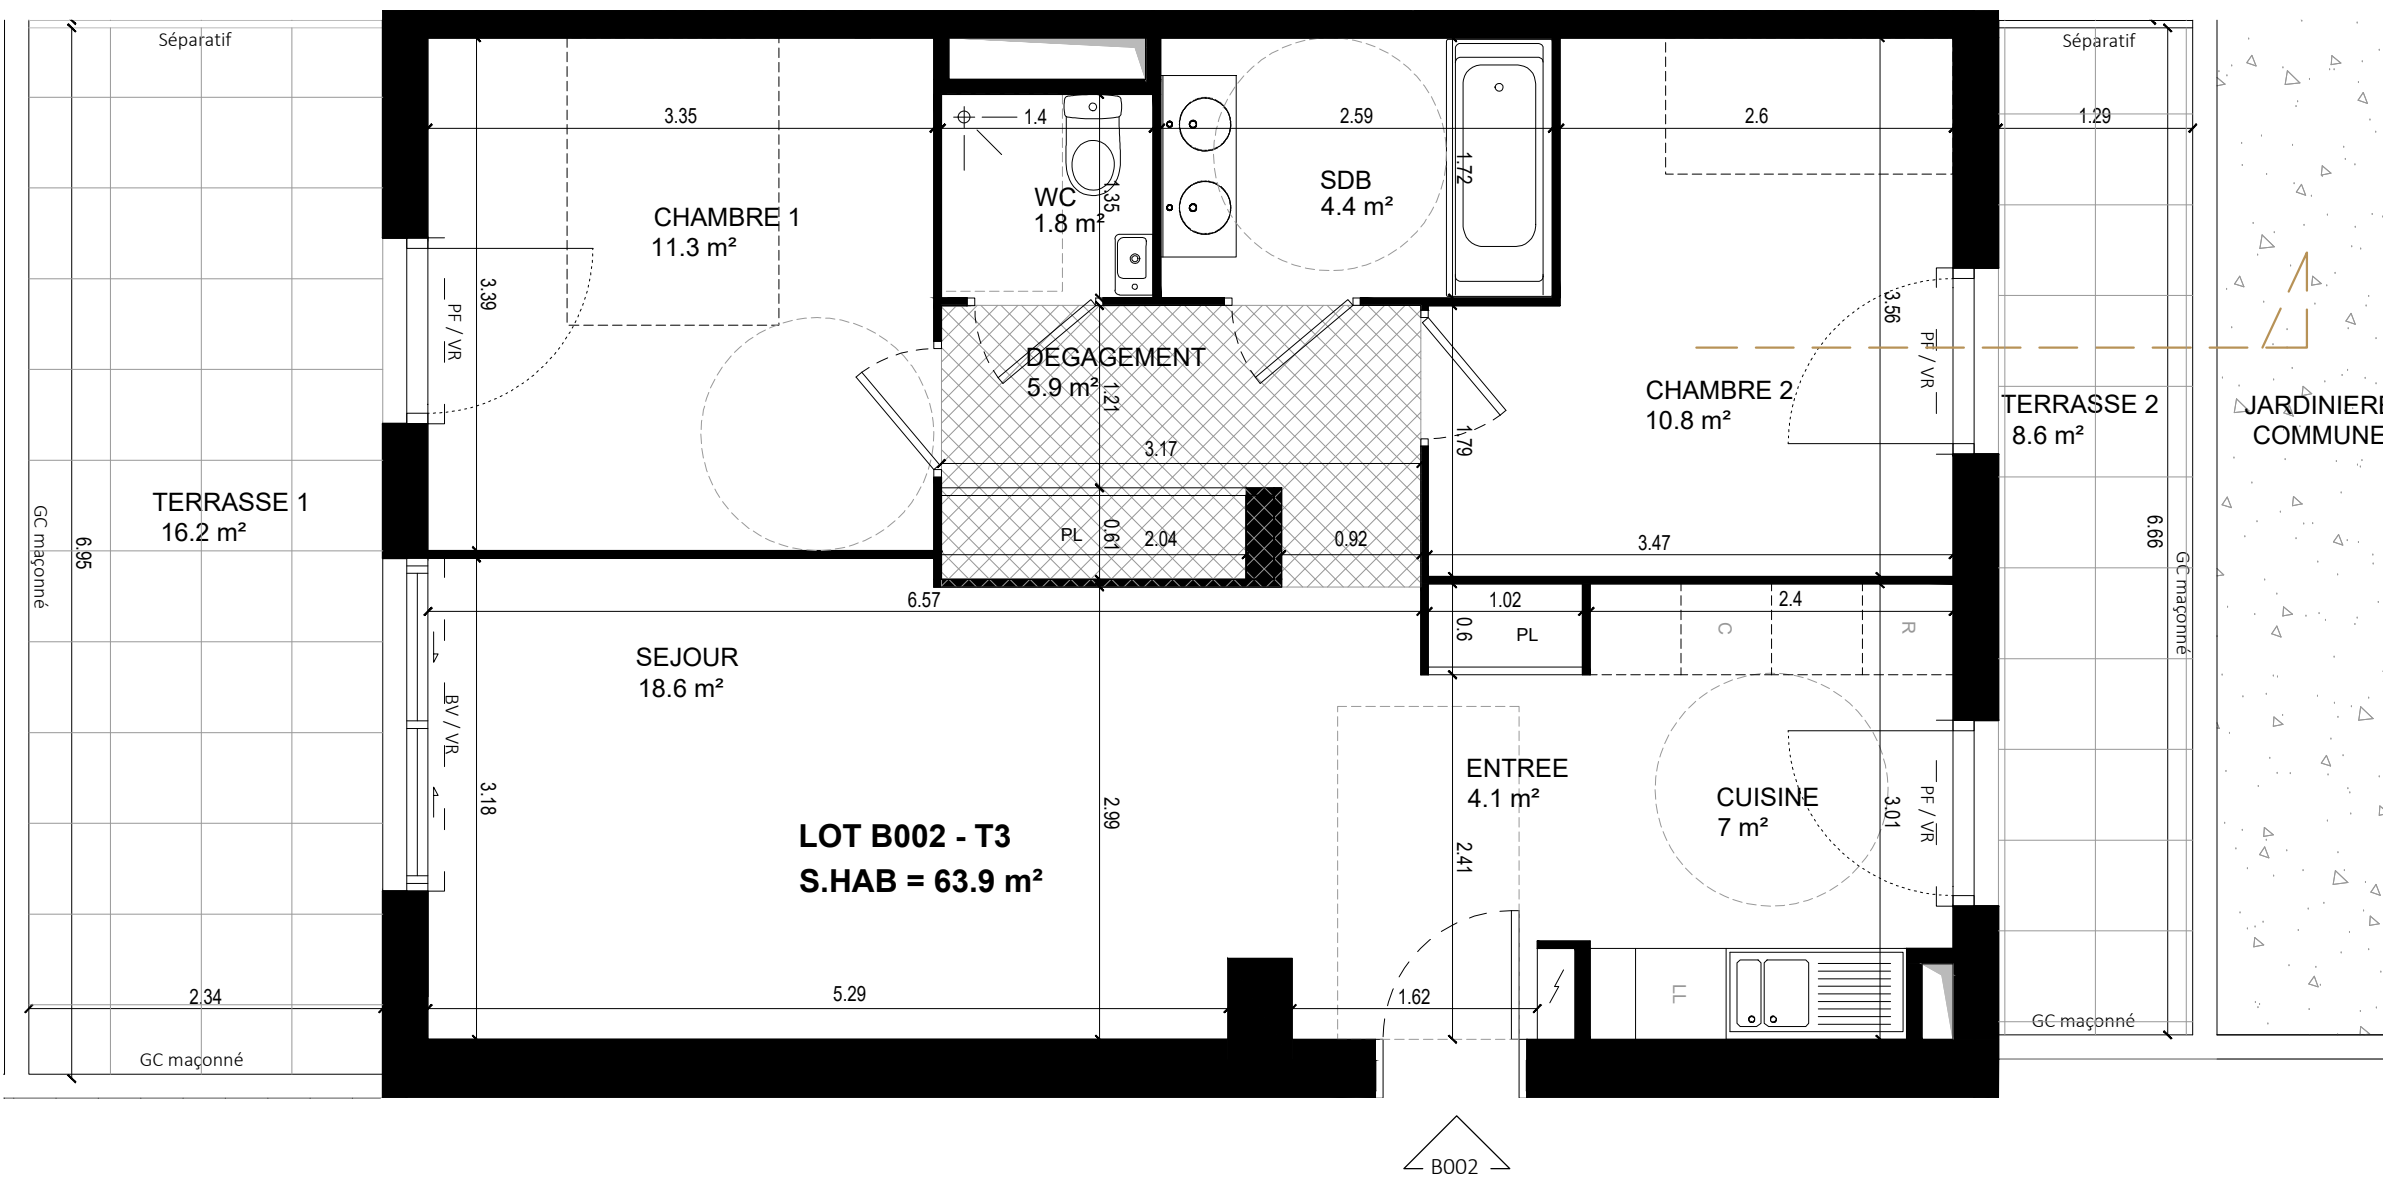 Séparatif
Séparatif
3.35
1.4
2.59
2.6
1.29
1.72
SDB
4.4 m²
WC
1.8 m²
1.35
CHAMBRE 1
11.3 m²
3.39
PF / VR
3.56
PF / VR
DEGAGEMENT
5.9 m²
1.21
CHAMBRE 2
10.8 m²
TERRASSE 2
8.6 m²
JARDINIERE
COMMUNE
1.79
3.17
TERRASSE 1
16.2 m²
GC maçonné
6.95
PL
0.61
2.04
0.92
3.47
6.66
GC maçonné
6.57
1.02
2.4
0.6
PL
C
R
SEJOUR
18.6 m²
BV / VR
3.18
2.99
ENTREE
4.1 m²
CUISINE
7 m²
3.01
PF / VR
LOT B002 - T3
S.HAB = 63.9 m²
2.41
2.34
5.29
1.62
LL
GC maçonné
GC maçonné
B002